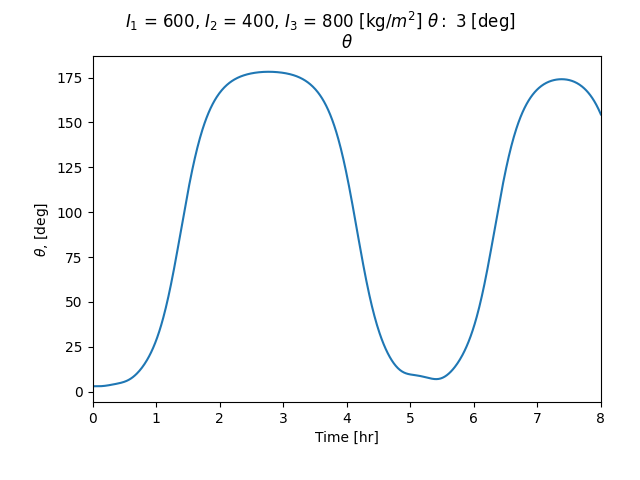 I₁ = 600, I₂ = 400, I₃ = 800 [kg/m²] θ : 3 [deg]
θ
175
150
125
100
75
50
25
0
θ, [deg]
0 1 2 3 4 5 6 7 8
Time [hr]